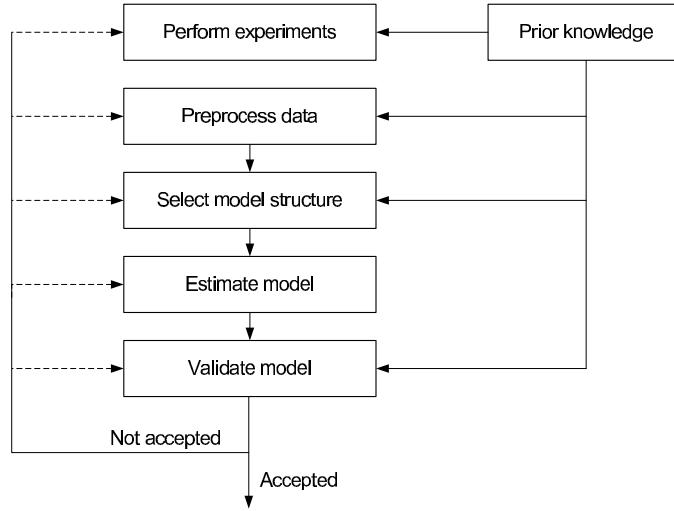 Perform experiments
Prior knowledge
Preprocess data
Select model structure
Estimate model
Validate model
Not accepted
Accepted